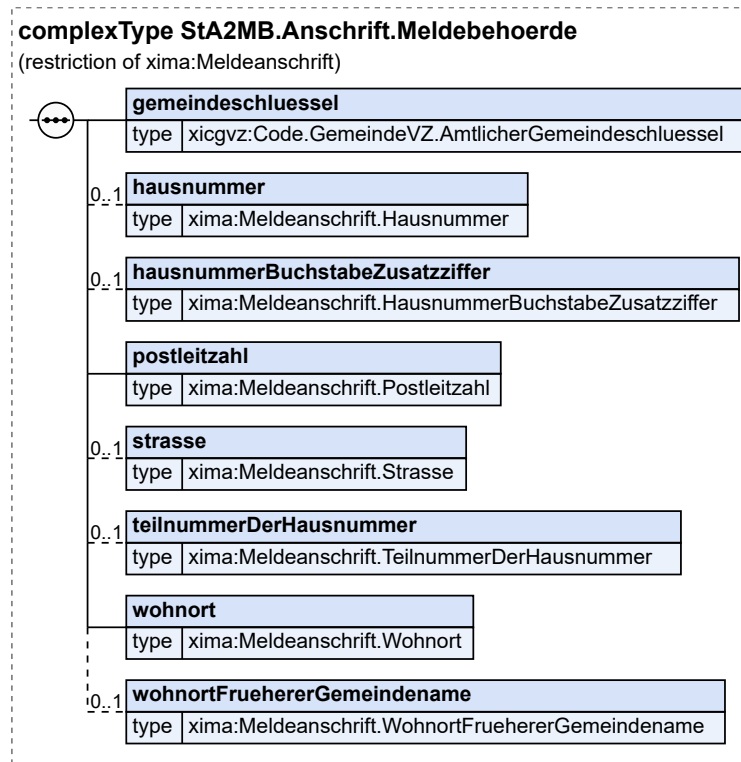 complexType StA2MB.Anschrift.Meldebehoerde
(restriction of xima:Meldeanschrift)
gemeindeschluessel
type xicgvz:Code.GemeindeVZ.AmtlicherGemeindeschluessel
0..1 hausnummer
type xima:Meldeanschrift.Hausnummer
0..1 hausnummerBuchstabeZusatzziffer
type xima:Meldeanschrift.HausnummerBuchstabeZusatzziffer
postleitzahl
type xima:Meldeanschrift.Postleitzahl
0..1 strasse
type xima:Meldeanschrift.Strasse
0..1 teilnummerDerHausnummer
type xima:Meldeanschrift.TeilnummerDerHausnummer
wohnort
type xima:Meldeanschrift.Wohnort
0..1 wohnortFruehererGemeindename
type xima:Meldeanschrift.WohnortFruehererGemeindename